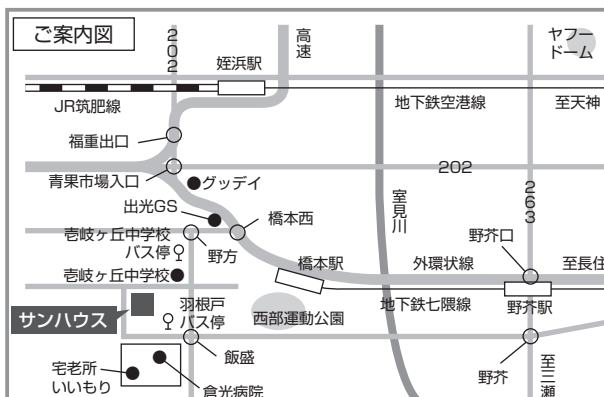 ご案内図
202
高速
ヤフー
ドーム
姪浜駅
JR筑肥線
地下鉄空港線
至天神
福重出口
202
青果市場入口
グッデイ
263
室見川
出光GS
橋本西
野芥口
壱岐ヶ丘中学校
バス停
野方
橋本駅
外環状線
至長住
壱岐ヶ丘中学校
地下鉄七隈線
野芥駅
サンハウス
羽根戸
バス停
西部運動公園
飯盛
野芥
至三瀬
宅老所
いいもり
倉光病院